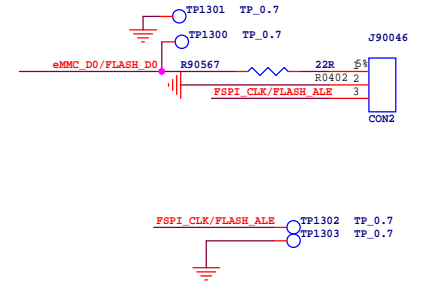 TP1301 TP_0.7
TP1300 TP_0.7
J90046
eMMC_D0/FLASH_D0 R90567 22R 5% 1
R0402 2
FSPI_CLK/FLASH_ALE 3
CON2
FSPI_CLK/FLASH_ALE TP1302 TP_0.7
TP1303 TP_0.7